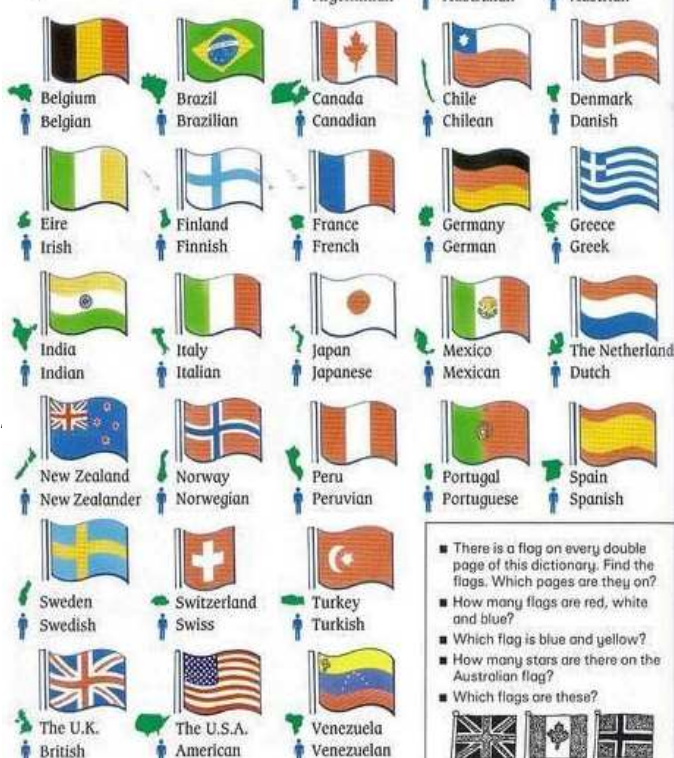 Belgium
Belgian
Brazil
Brazilian
Canada
Canadian
Chile
Chilean
Denmark
Danish
Eire
Irish
Finland
Finnish
France
French
Germany
German
Greece
Greek
India
Indian
Italy
Italian
Japan
Japanese
Mexico
Mexican
The Netherland
Dutch
New Zealand
New Zealander
Norway
Norwegian
Peru
Peruvian
Portugal
Portuguese
Spain
Spanish
Sweden
Swedish
Switzerland
Swiss
Turkey
Turkish
The U.K.
British
The U.S.A.
American
Venezuela
Venezuelan
■ There is a flag on every double
page of this dictionary. Find the
flags. Which pages are they on?
■ How many flags are red, white
and blue?
■ Which flag is blue and yellow?
■ How many stars are there on the
Australian flag?
■ Which flags are these?